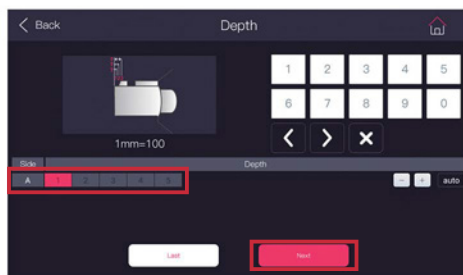 Back
Depth
1 2 3 4 5
6 7 8 9 0
1mm=100
Side Depth
A 1 2 3 4 5
auto
Last
Next